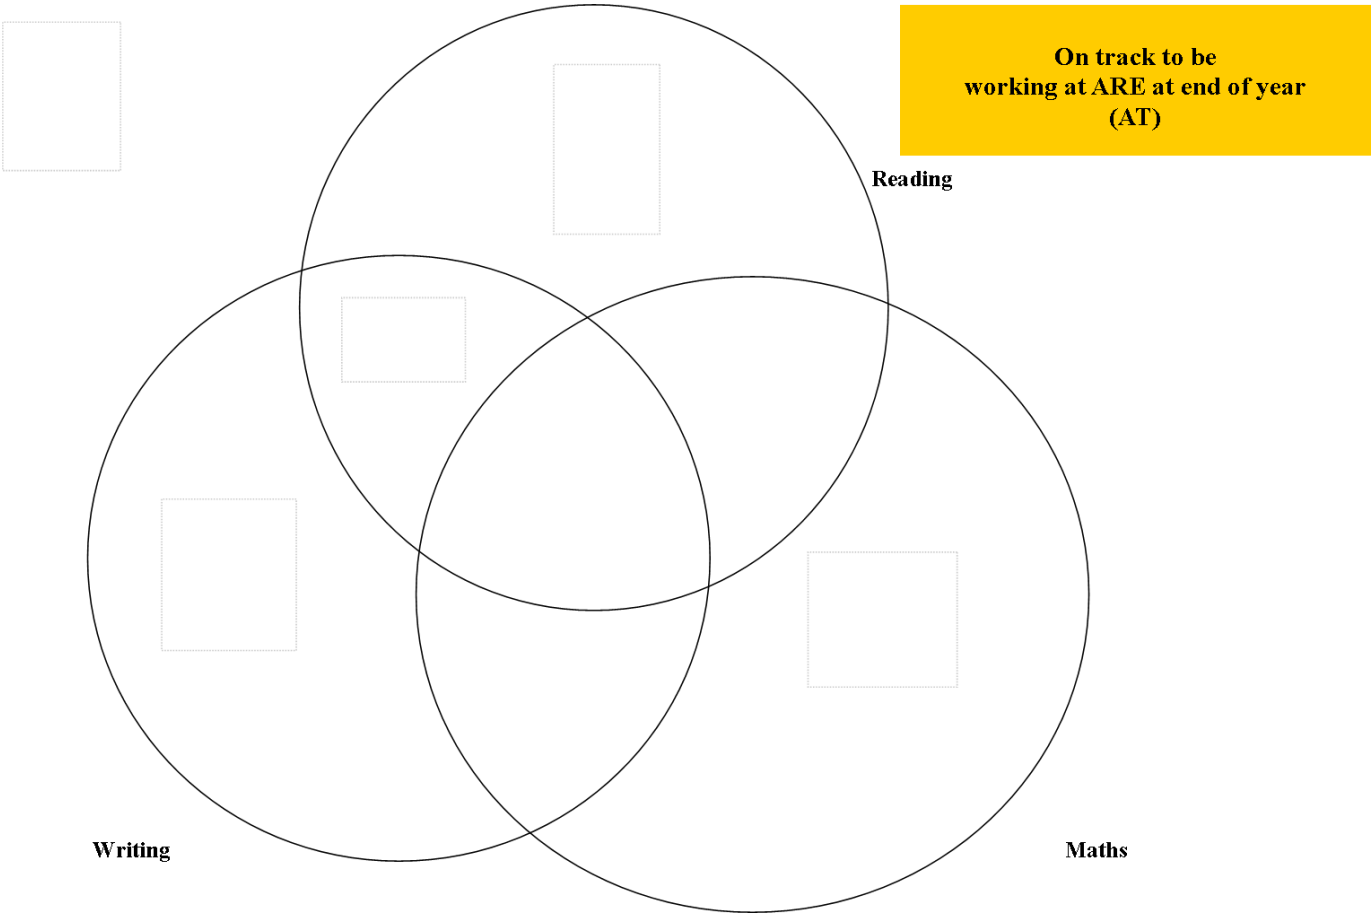 On track to be
working at ARE at end of year
(AT)
Reading
Writing
Maths